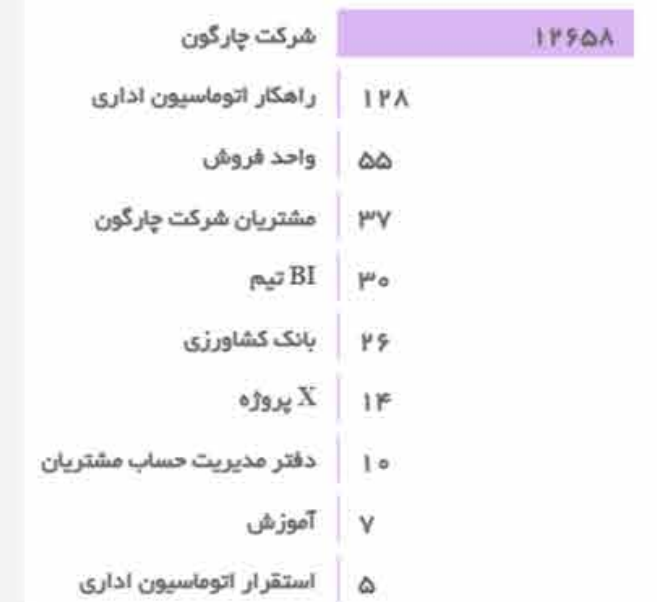 شرکت چارگون ۱۲۶۵۸
راهکار اتوماسیون اداری ۱۲۸
واحد فروش ۵۵
مشتریان شرکت چارگون ۳۷
BI تیم ۳۰
بانک کشاورزی ۲۶
X پروژه ۱۴
دفتر مدیریت حساب مشتریان ۱۰
آموزش ۷
استقرار اتوماسیون اداری ۵